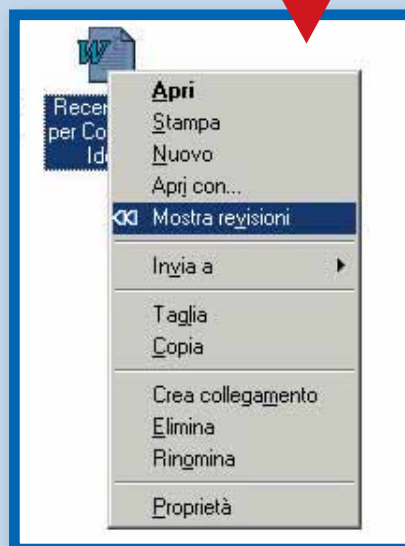 Recen
per Co
Id
Apri
Stampa
Nuovo
Apri con...
Mostra revisioni
Invia a
Taglia
Copia
Crea collegamento
Elimina
Rinomina
Proprietà